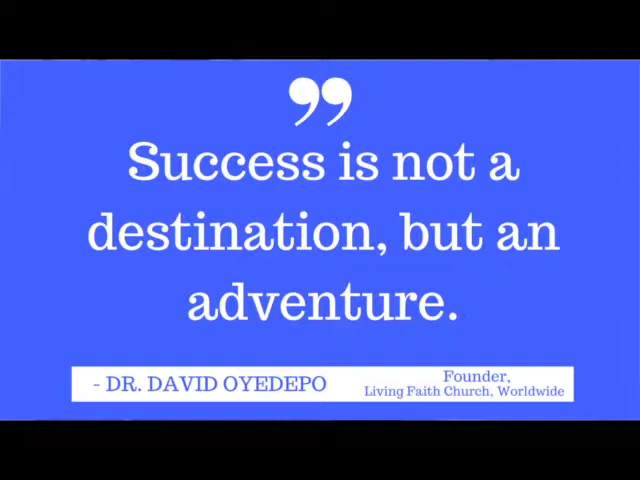 ”
Success is not a
destination, but an
adventure.
- DR. DAVID OYEDEPO
Founder,
Living Faith Church, Worldwide